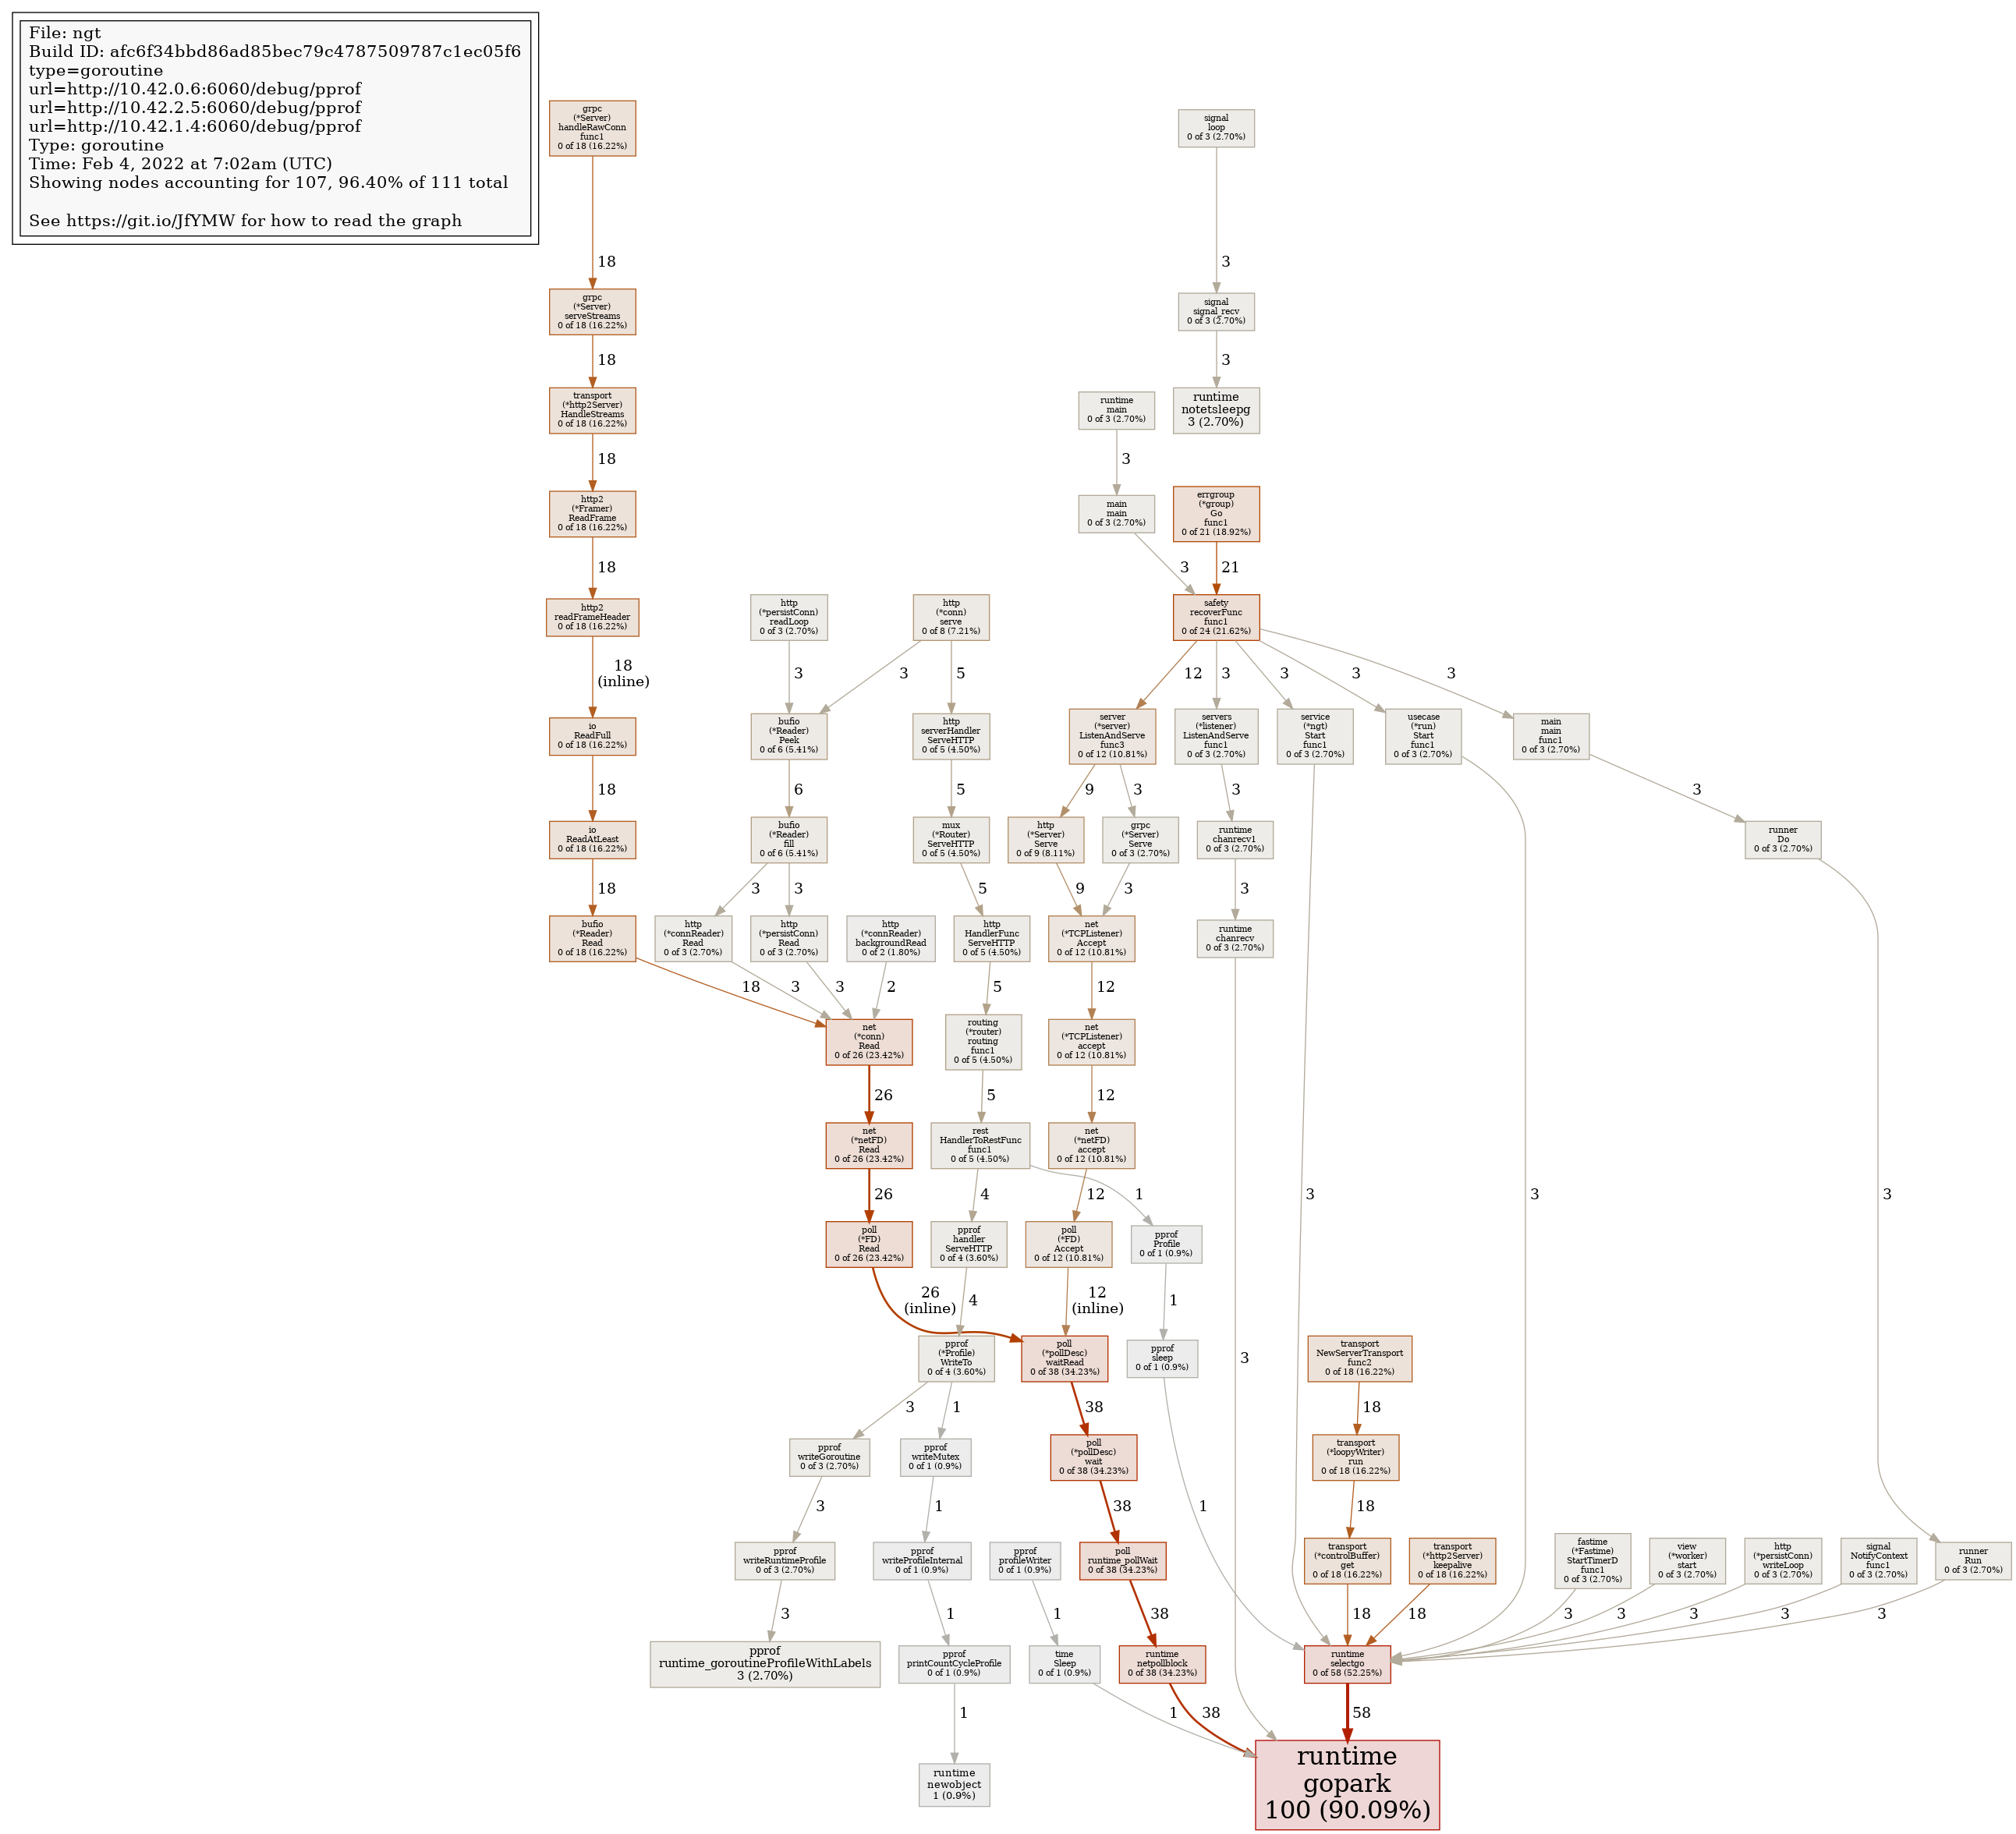 File: ngt
Build ID: afc6f34bbd86ad85bec79c4787509787c1ec05f6
type=goroutine
url=http://10.42.0.6:6060/debug/pprof
url=http://10.42.2.5:6060/debug/pprof
url=http://10.42.1.4:6060/debug/pprof
Type: goroutine
Time: Feb 4, 2022 at 7:02am (UTC)
Showing nodes accounting for 107, 96.40% of 111 total
See https://git.io/JfYMW for how to read the graph
grpc
(*Server)
handleRawConn
func1
0 of 18 (16.22%)
18
grpc
(*Server)
serveStreams
0 of 18 (16.22%)
18
transport
(*http2Server)
HandleStreams
0 of 18 (16.22%)
18
http2
(*Framer)
ReadFrame
0 of 18 (16.22%)
18
http2
readFrameHeader
0 of 18 (16.22%)
18
(inline)
io
ReadFull
0 of 18 (16.22%)
18
io
ReadAtLeast
0 of 18 (16.22%)
18
bufio
(*Reader)
Read
0 of 18 (16.22%)
18
signal
loop
0 of 3 (2.70%)
3
signal
signal_recv
0 of 3 (2.70%)
3
runtime
notetsleepg
3 (2.70%)
runtime
main
0 of 3 (2.70%)
3
main
main
0 of 3 (2.70%)
3
errgroup
(*group)
Go
func1
0 of 21 (18.92%)
21
safety
recoverFunc
func1
0 of 24 (21.62%)
12
3
3
3
3
http
(*persistConn)
readLoop
0 of 3 (2.70%)
3
http
(*conn)
serve
0 of 8 (7.21%)
3
5
bufio
(*Reader)
Peek
0 of 6 (5.41%)
6
bufio
(*Reader)
fill
0 of 6 (5.41%)
3
3
http
(*connReader)
Read
0 of 3 (2.70%)
3
http
(*persistConn)
Read
0 of 3 (2.70%)
3
http
(*connReader)
backgroundRead
0 of 2 (1.80%)
2
net
(*conn)
Read
0 of 26 (23.42%)
26
net
(*netFD)
Read
0 of 26 (23.42%)
26
poll
(*FD)
Read
0 of 26 (23.42%)
26
(inline)
http
serverHandler
ServeHTTP
0 of 5 (4.50%)
5
mux
(*Router)
ServeHTTP
0 of 5 (4.50%)
5
http
HandlerFunc
ServeHTTP
0 of 5 (4.50%)
5
routing
(*router)
routing
func1
0 of 5 (4.50%)
5
rest
HandlerToRestFunc
func1
0 of 5 (4.50%)
4
1
pprof
handler
ServeHTTP
0 of 4 (3.60%)
4
pprof
(*Profile)
WriteTo
0 of 4 (3.60%)
3
1
pprof
writeGoroutine
0 of 3 (2.70%)
3
pprof
writeRuntimeProfile
0 of 3 (2.70%)
3
pprof
runtime_goroutineProfileWithLabels
3 (2.70%)
pprof
writeMutex
0 of 1 (0.9%)
1
pprof
writeProfileInternal
0 of 1 (0.9%)
1
pprof
printCountCycleProfile
0 of 1 (0.9%)
1
runtime
newobject
1 (0.9%)
server
(*server)
ListenAndServe
func3
0 of 12 (10.81%)
9
3
http
(*Server)
Serve
0 of 9 (8.11%)
9
grpc
(*Server)
Serve
0 of 3 (2.70%)
3
net
(*TCPListener)
Accept
0 of 12 (10.81%)
12
net
(*TCPListener)
accept
0 of 12 (10.81%)
12
net
(*netFD)
accept
0 of 12 (10.81%)
12
poll
(*FD)
Accept
0 of 12 (10.81%)
12
(inline)
poll
(*pollDesc)
waitRead
0 of 38 (34.23%)
38
poll
(*pollDesc)
wait
0 of 38 (34.23%)
38
poll
runtime_pollWait
0 of 38 (34.23%)
38
runtime
netpollblock
0 of 38 (34.23%)
38
pprof
Profile
0 of 1 (0.9%)
1
pprof
sleep
0 of 1 (0.9%)
1
pprof
profileWriter
0 of 1 (0.9%)
1
time
Sleep
0 of 1 (0.9%)
1
servers
(*listener)
ListenAndServe
func1
0 of 3 (2.70%)
3
runtime
chanrecv1
0 of 3 (2.70%)
3
runtime
chanrecv
0 of 3 (2.70%)
3
service
(*ngt)
Start
func1
0 of 3 (2.70%)
3
usecase
(*run)
Start
func1
0 of 3 (2.70%)
3
main
main
func1
0 of 3 (2.70%)
3
runner
Do
0 of 3 (2.70%)
3
transport
NewServerTransport
func2
0 of 18 (16.22%)
18
transport
(*loopyWriter)
run
0 of 18 (16.22%)
18
transport
(*controlBuffer)
get
0 of 18 (16.22%)
18
transport
(*http2Server)
keepalive
0 of 18 (16.22%)
18
fastime
(*Fastime)
StartTimerD
func1
0 of 3 (2.70%)
3
view
(*worker)
start
0 of 3 (2.70%)
3
http
(*persistConn)
writeLoop
0 of 3 (2.70%)
3
signal
NotifyContext
func1
0 of 3 (2.70%)
3
runner
Run
0 of 3 (2.70%)
3
runtime
selectgo
0 of 58 (52.25%)
58
runtime
gopark
100 (90.09%)